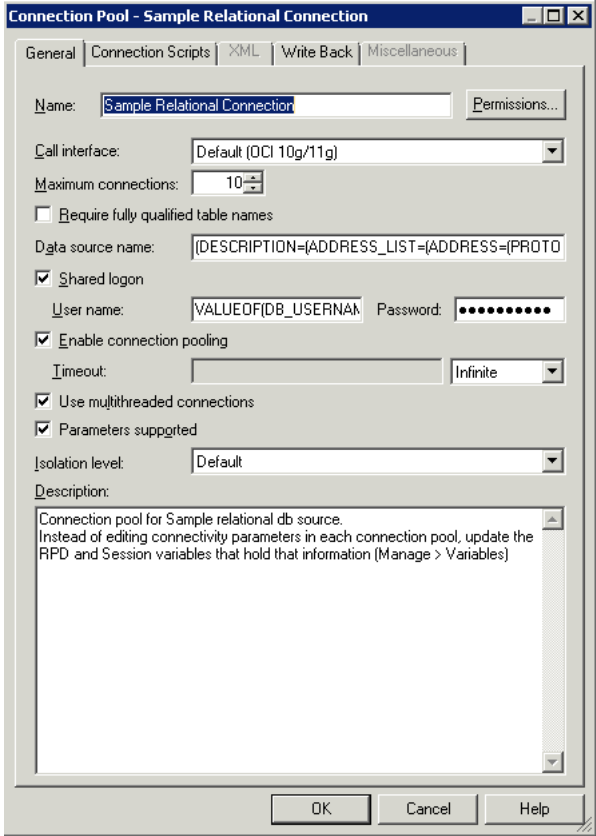 Connection Pool - Sample Relational Connection
General Connection Scripts XML Write Back Miscellaneous
Name: Sample Relational Connection Permissions...
Call interface: Default (OCI 10g/11g)
Maximum connections: 10
Require fully qualified table names
Data source name: (DESCRIPTION=(ADDRESS_LIST=(ADDRESS=(PROTO
Shared logon
User name: VALUEOF(DB_USERNAM Password: ●●●●●●●●●●
Enable connection pooling
Timeout: Infinite
Use multithreaded connections
Parameters supported
Isolation level: Default
Description:
Connection pool for Sample relational db source.
Instead of editing connectivity parameters in each connection pool, update the
RPD and Session variables that hold that information (Manage > Variables)
OK Cancel Help